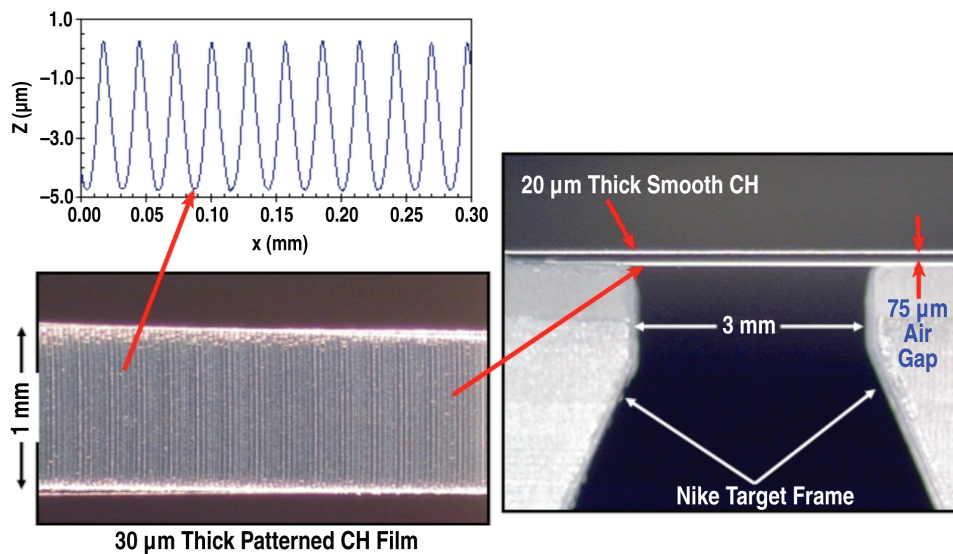 1.0
−1.0
−3.0
−5.0
Z (µm)
0.00 0.05 0.10 0.15 0.20 0.25 0.30
x (mm)
20 µm Thick Smooth CH
3 mm
75 µm
Air
Gap
Nike Target Frame
1 mm
30 µm Thick Patterned CH Film